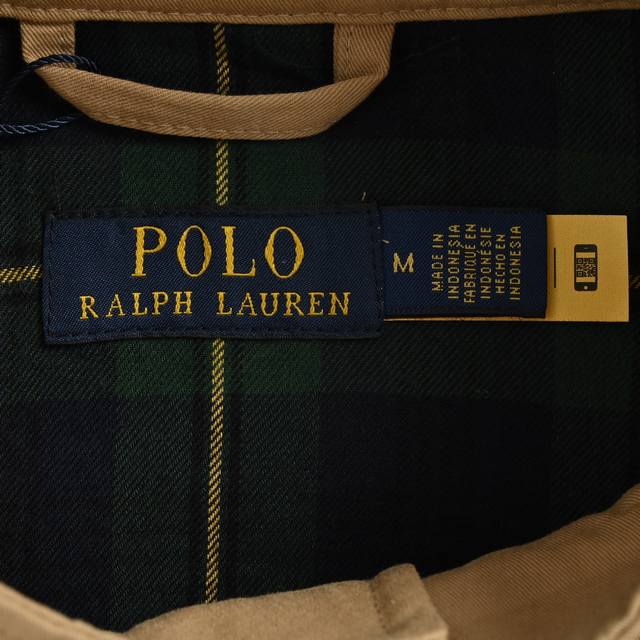 POLO
RALPH LAUREN
M
MADE IN
INDONESIA
FABRIQUÉ EN
INDONÉSIE
HECHO EN
INDONESIA